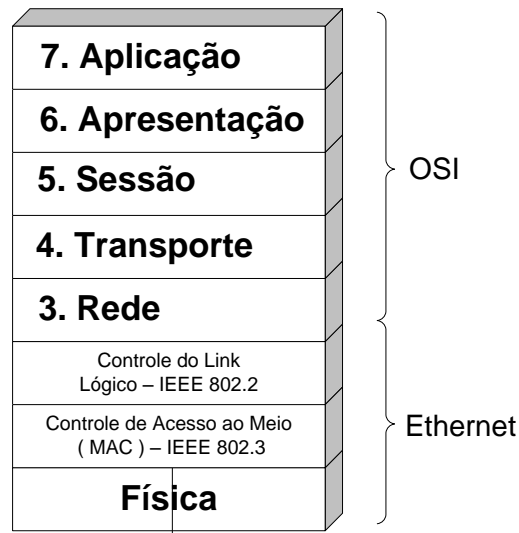 7. Aplicação
6. Apresentação
5. Sessão
4. Transporte
3. Rede
OSI
Controle do Link
Lógico – IEEE 802.2
Controle de Acesso ao Meio
( MAC ) – IEEE 802.3
Física
Ethernet